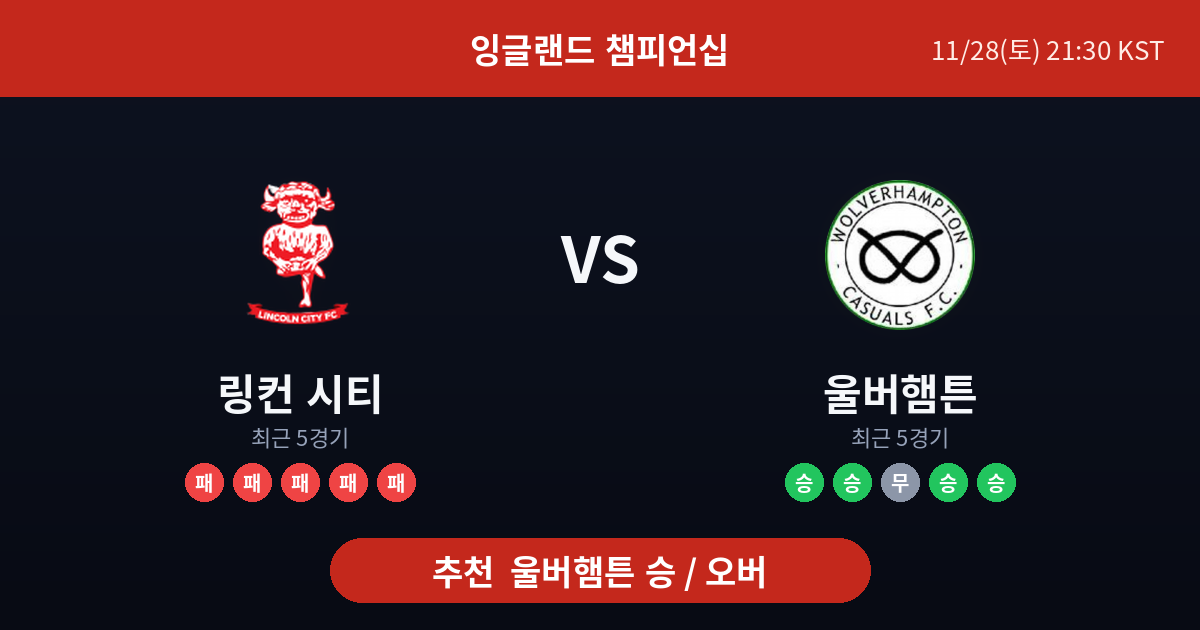 잉글랜드 챔피언십
11/28(토) 21:30 KST
LINCOLN CITY FC
WOLVERHAMPTON
CASUALS F.C.
VS
링컨 시티
울버햄튼
최근 5경기
최근 5경기
패 패 패 패 패
승 승 무 승 승
추천 울버햄튼 승 / 오버